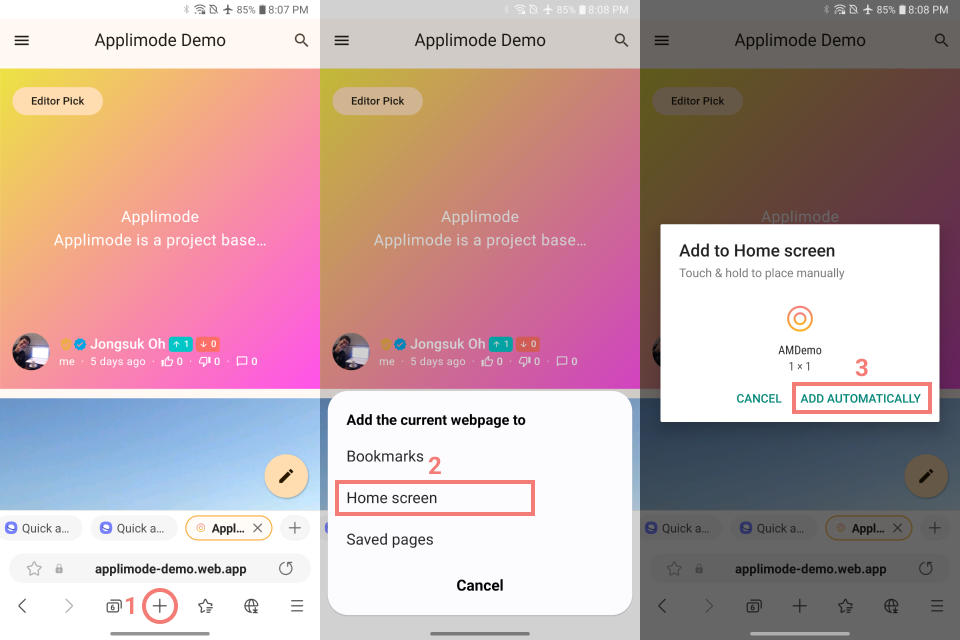 85% 8:07 PM
Applimode Demo
Editor Pick
Applimode
Applimode is a project base...
Jongsuk Oh 1 0
me · 5 days ago · 0 · 0 · 0
Quick a...
Quick a...
Appl...
applimode-demo.web.app
6
1
85% 8:08 PM
Applimode Demo
Editor Pick
Applimode
Applimode is a project base...
Jongsuk Oh 1 0
me · 5 days ago · 0 · 0 · 0
Add the current webpage to
Bookmarks
2
Home screen
Saved pages
Cancel
85% 8:08 PM
Applimode Demo
Editor Pick
Applimode
Add to Home screen
Touch & hold to place manually
AMDemo
1 × 1
3
CANCEL
ADD AUTOMATICALLY
Quick a...
Quick a...
Appl...
applimode-demo.web.app
6